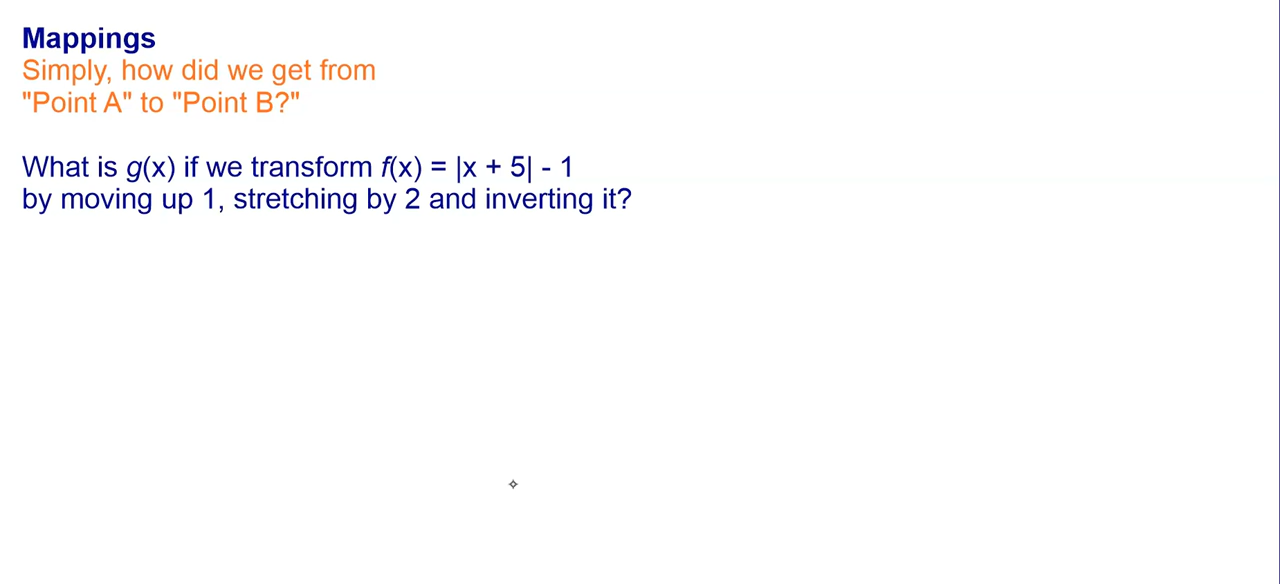 Mappings
Simply, how did we get from
"Point A" to "Point B?"
What is g(x) if we transform f(x) = |x + 5| - 1
by moving up 1, stretching by 2 and inverting it?